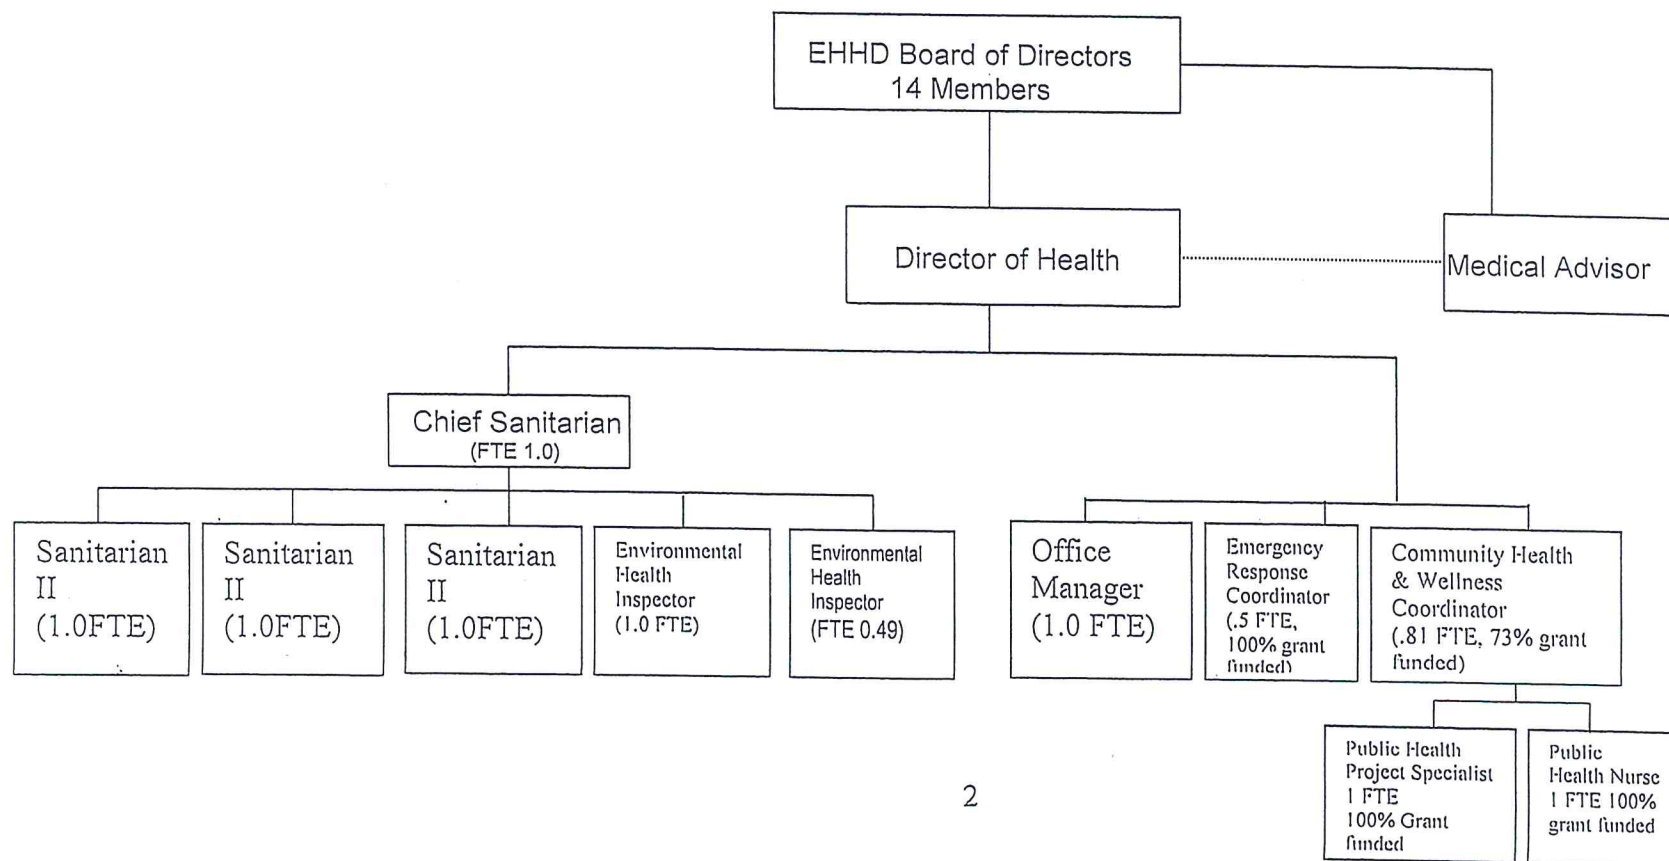 EHHD Board of Directors
14 Members
Director of Health
Medical Advisor
Chief Sanitarian
(FTE 1.0)
Sanitarian
II
(1.0FTE)
Sanitarian
II
(1.0FTE)
Sanitarian
II
(1.0FTE)
Environmental
Health
Inspector
(1.0 FTE)
Environmental
Health
Inspector
(FTE 0.49)
Office
Manager
(1.0 FTE)
Emergency
Response
Coordinator
(.5 FTE,
100% grant
funded)
Community Health
& Wellness
Coordinator
(.81 FTE, 73% grant
funded)
Public Health
Project Specialist
1 FTE
100% Grant
funded
Public
Health Nurse
1 FTE 100%
grant funded
2